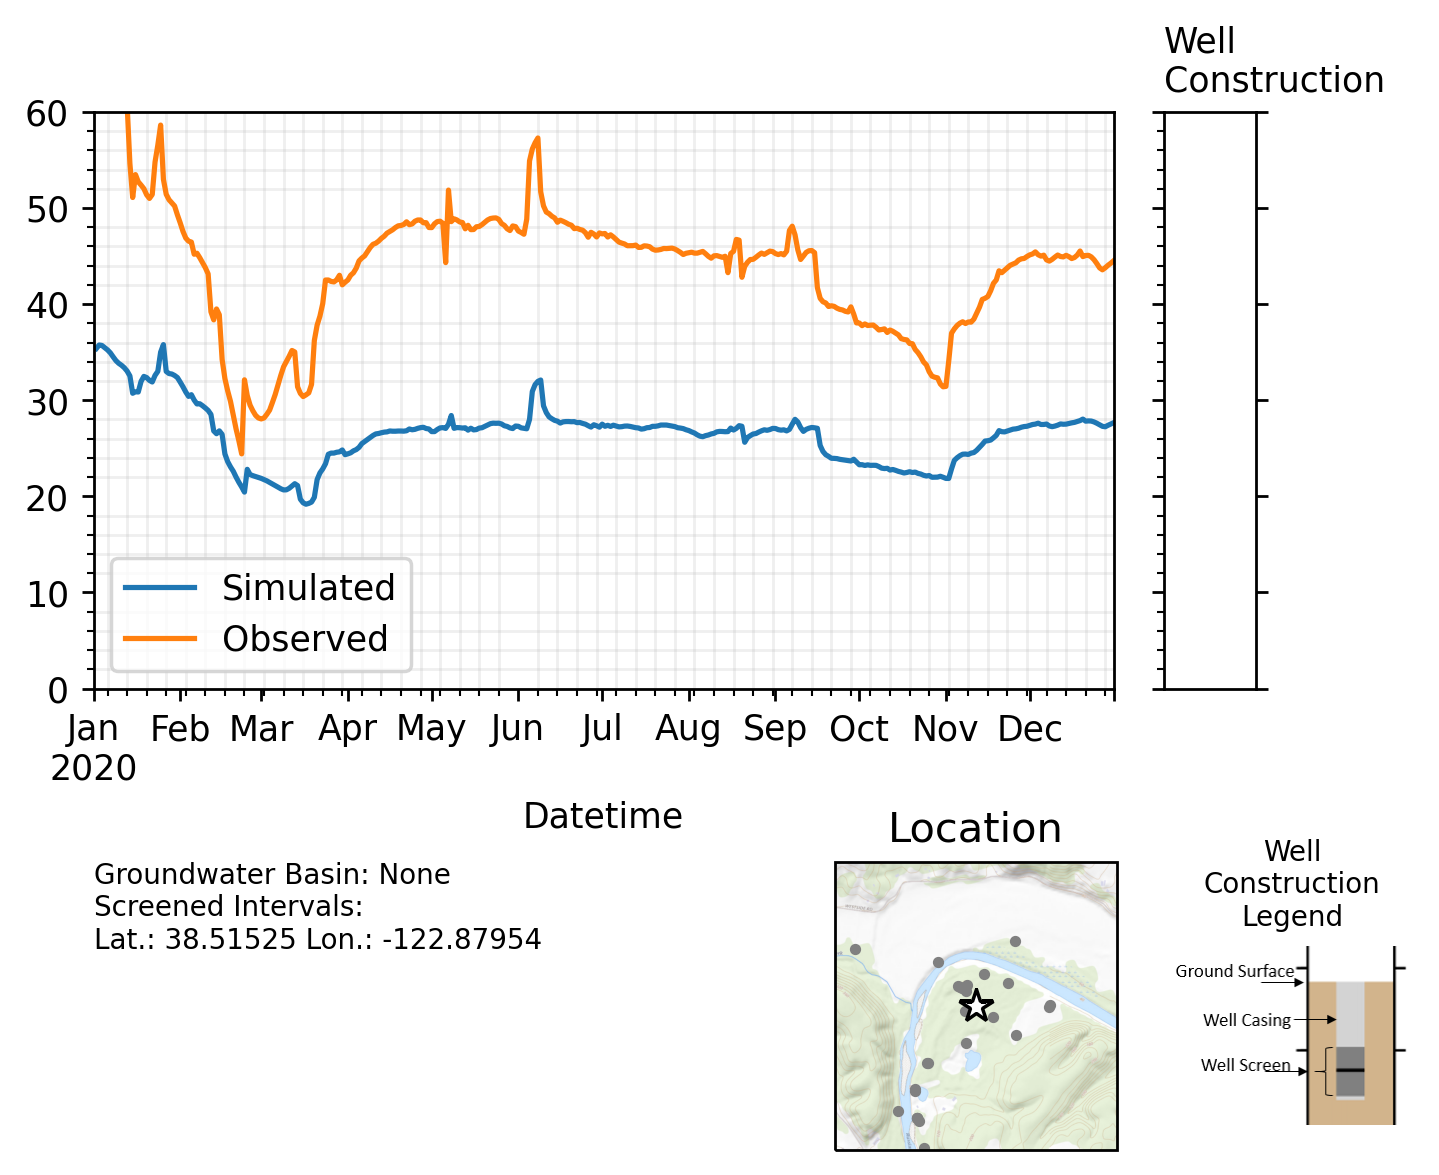 Well
Construction
60
50
40
30
20
10
0
Simulated
Observed
Jan Feb Mar Apr May Jun Jul Aug Sep Oct Nov Dec
2020
Datetime
Groundwater Basin: None
Screened Intervals:
Lat.: 38.51525 Lon.: -122.87954
Location
Well
Construction
Legend
Ground Surface
Well Casing
Well Screen